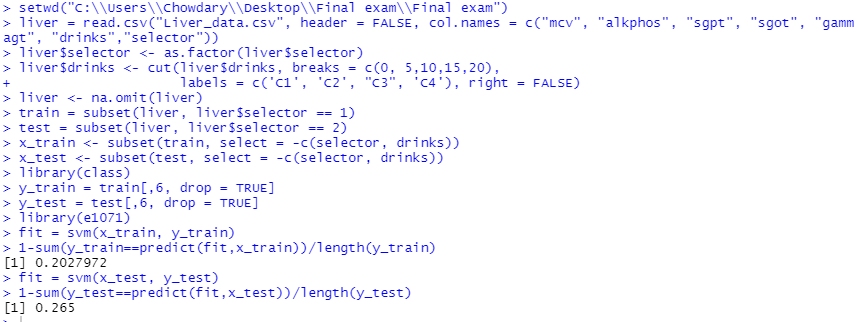 > setwd("C:\\Users\\Chowdary\\Desktop\\Final exam\\Final exam")
> liver = read.csv("Liver_data.csv", header = FALSE, col.names = c("mcv", "alkphos", "sgpt", "sgot", "gamm
agt", "drinks","selector"))
> liver$selector <- as.factor(liver$selector)
> liver$drinks <- cut(liver$drinks, breaks = c(0, 5,10,15,20),
+                     labels = c('C1', 'C2', "C3", 'C4'), right = FALSE)
> liver <- na.omit(liver)
> train = subset(liver, liver$selector == 1)
> test = subset(liver, liver$selector == 2)
> x_train <- subset(train, select = -c(selector, drinks))
> x_test <- subset(test, select = -c(selector, drinks))
> library(class)
> y_train = train[,6, drop = TRUE]
> y_test = test[,6, drop = TRUE]
> library(e1071)
> fit = svm(x_train, y_train)
> 1-sum(y_train==predict(fit,x_train))/length(y_train)
[1] 0.2027972
> fit = svm(x_test, y_test)
> 1-sum(y_test==predict(fit,x_test))/length(y_test)
[1] 0.265
>